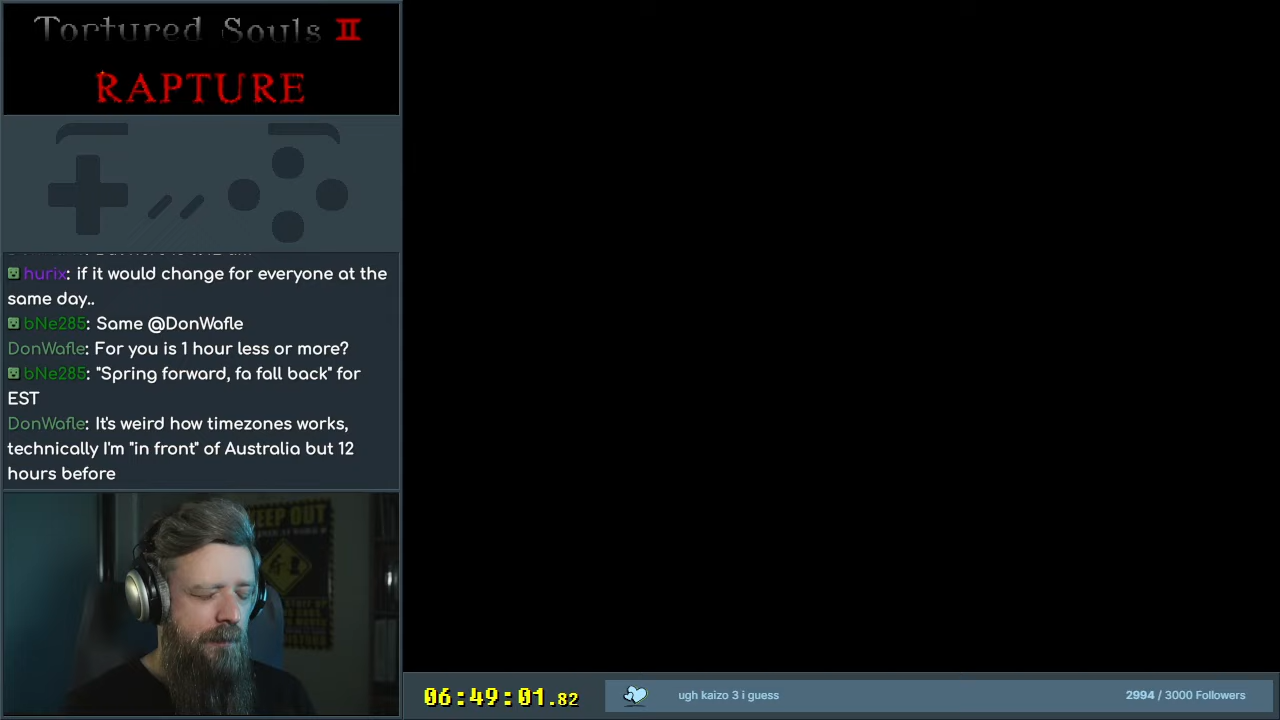 Tortured Souls II
RAPTURE
hurix: if it would change for everyone at the
same day..
bNe285: Same @DonWafle
DonWafle: For you is 1 hour less or more?
bNe285: "Spring forward, fa fall back" for
EST
DonWafle: It's weird how timezones works,
technically I'm "in front" of Australia but 12
hours before
KEEP OUT
06:49:01.82
ugh kaizo 3 i guess
2994 / 3000 Followers